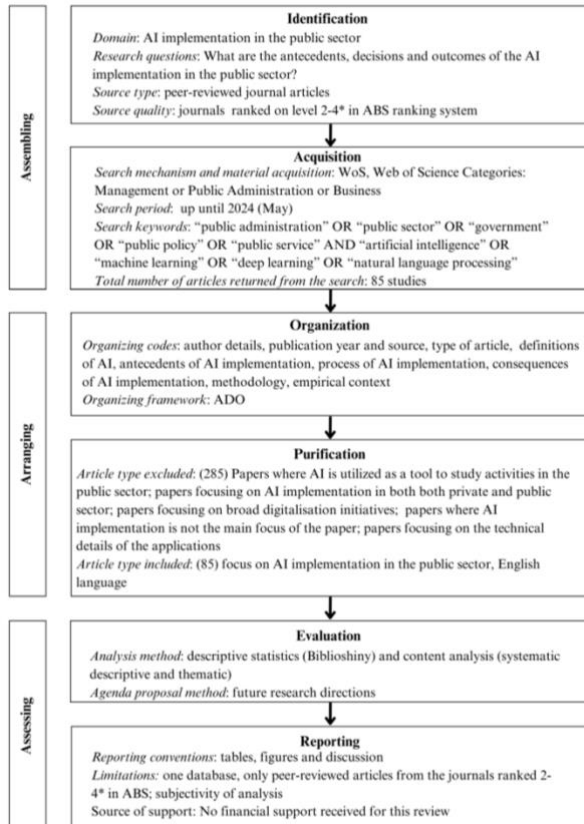 Assembling
Identification
Domain: AI implementation in the public sector
Research questions: What are the antecedents, decisions and outcomes of the AI
implementation in the public sector?
Source type: peer-reviewed journal articles
Source quality: journals ranked on level 2-4* in ABS ranking system
Acquisition
Search mechanism and material acquisition: WoS, Web of Science Categories:
Management or Public Administration or Business
Search period: up until 2024 (May)
Search keywords: “public administration” OR “public sector” OR “government”
OR “public policy” OR “public service” AND “artificial intelligence” OR
“machine learning” OR “deep learning” OR “natural language processing”
Total number of articles returned from the search: 85 studies
Arranging
Organization
Organizing codes: author details, publication year and source, type of article, definitions
of AI, antecedents of AI implementation, process of AI implementation, consequences
of AI implementation, methodology, empirical context
Organizing framework: ADO
Purification
Article type excluded: (285) Papers where AI is utilized as a tool to study activities in the
public sector; papers focusing on AI implementation in both both private and public
sector; papers focusing on broad digitalisation initiatives; papers where AI
implementation is not the main focus of the paper; papers focusing on the technical
details of the applications
Article type included: (85) focus on AI implementation in the public sector, English
language
Assessing
Evaluation
Analysis method: descriptive statistics (Biblioshiny) and content analysis (systematic
descriptive and thematic)
Agenda proposal method: future research directions
Reporting
Reporting conventions: tables, figures and discussion
Limitations: one database, only peer-reviewed articles from the journals ranked 2-
4* in ABS; subjectivity of analysis
Source of support: No financial support received for this review